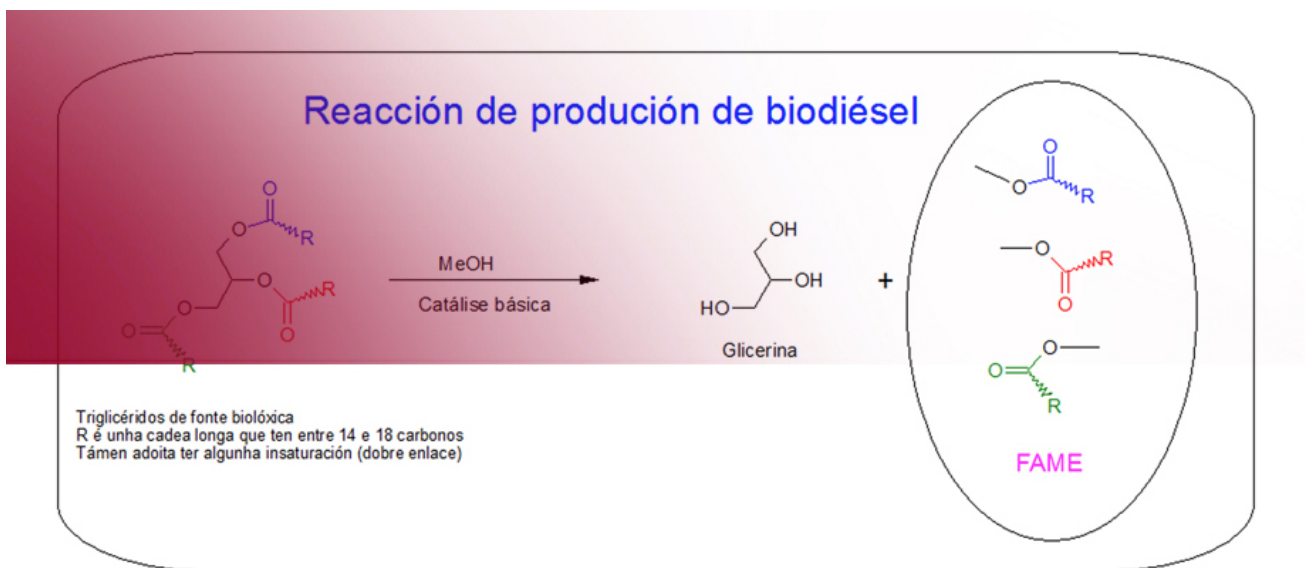 Reacción de produción de biodiésel
O
O
R
O
R
O
O
O
R
MeOH
Catálise básica
OH
OH
HO
Glicerina
+
O
O
R
O
R
O
O
O
R
FAME
Triglicéridos de fonte biolóxica
R é unha cadea longa que ten entre 14 e 18 carbonos
Támen adoita ter algunha insaturación (dobre enlace)